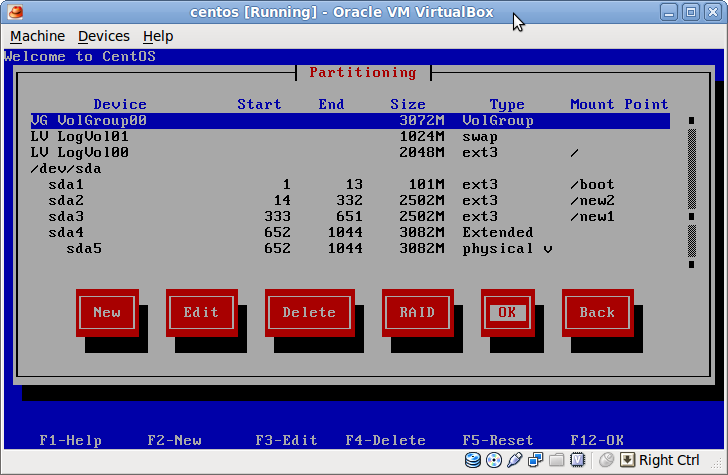 centos [Running] - Oracle VM VirtualBox
Machine Devices Help
Welcome to CentOS
Partitioning
Device Start End Size Type Mount Point
VG VolGroup00 3072M VolGroup
LV LogVol01 1024M swap
LV LogVol00 2048M ext3 /
/dev/sda
sda1 1 13 101M ext3 /boot
sda2 14 332 2502M ext3 /new2
sda3 333 651 2502M ext3 /new1
sda4 652 1044 3082M Extended
sda5 652 1044 3082M physical v
New Edit Delete RAID OK Back
F1-Help F2-New F3-Edit F4-Delete F5-Reset F12-OK
Right Ctrl